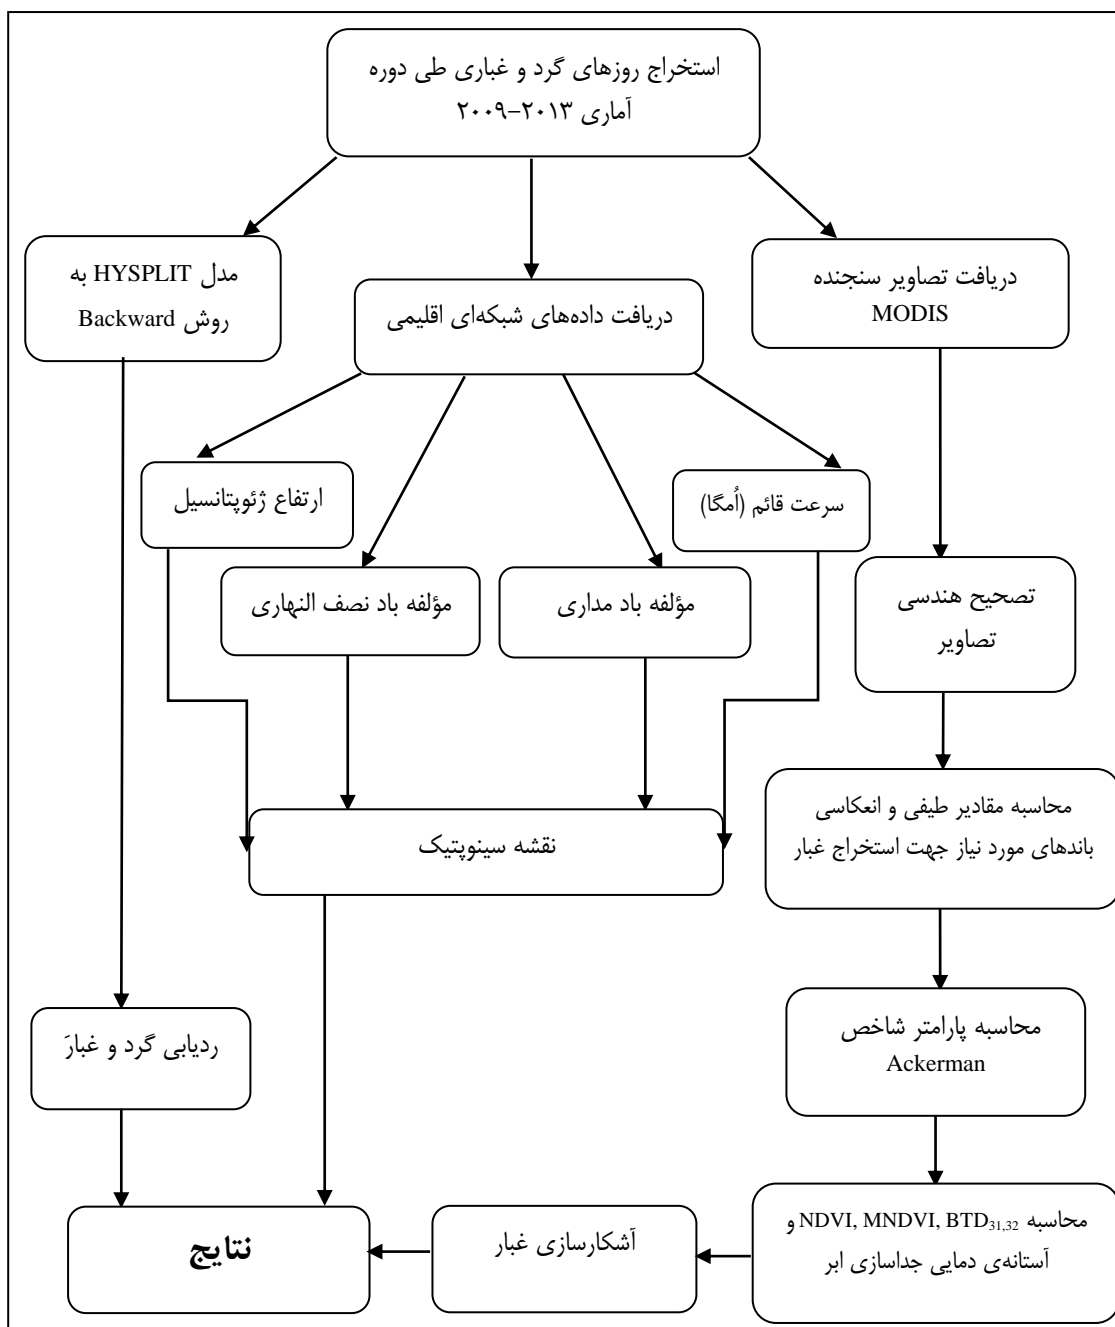 استخراج روزهای گرد و غباری طی دوره
آماری ۲۰۱۳-۲۰۰۹
دریافت تصاویر سنجنده
MODIS
دریافت داده‌های شبکه‌ای اقلیمی
مدل HYSPLIT به
روش Backward
سرعت قائم (اُمگا)
ارتفاع ژئوپتانسیل
مؤلفه باد مداری
مؤلفه باد نصف النهاری
تصحیح هندسی
تصاویر
نقشه سینوپتیک
محاسبه مقادیر طیفی و انعکاسی
باندهای مورد نیاز جهت استخراج غبار
محاسبه پارامتر شاخص
Ackerman
ردیابی گرد و غبارَ
محاسبه NDVI, MNDVI, BTD31,32 و
آستانه‌ی دمایی جداسازی ابر
آشکارسازی غبار
نتایج